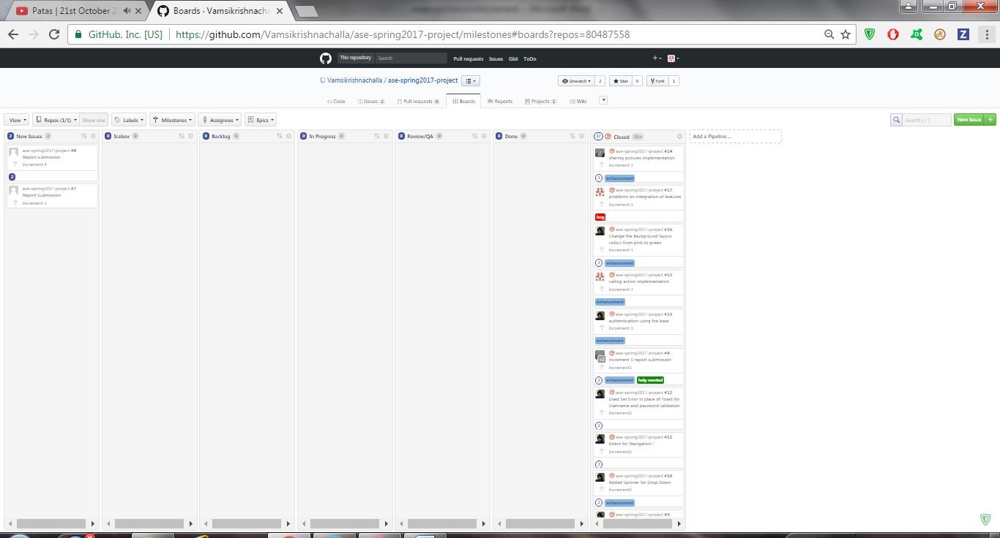 Patas | 21st October 2
Boards · Vamsikrishnacha
GitHub, Inc. [US]
https://github.com/Vamsikrishnachalla/ase-spring2017-project/milestones#boards?repos=80487558
This repository
Search
Pull requests
Issues
Gist
ToDo
Vamsikrishnachalla / ase-spring2017-project
Unwatch
2
Star
0
Fork
1
Code
Issues 2
Pull requests 0
Boards
Reports
Projects 1
Wiki
View
Repos (1/1)
Show one
Labels
Milestones
Assignees
Epics
Search ( / )
New Issue +
2 New Issues 2
0 Icebox 0
0 Backlog 0
0 In Progress 0
0 Review/QA 0
0 Done 0
37 Closed 15+
Add a Pipeline ...
ase-spring2017-project #8
Report submission
Increment 4
2
ase-spring2017-project #7
Report Submission
Increment 3
ase-spring2017-project #14
sharing pictures implementation
Increment 3
3 enhancement
ase-spring2017-project #17
problems on integration of features
Increment 3
bug
ase-spring2017-project #16
Change the Background layout
colour from pink to green
Increment 3
3 enhancement
ase-spring2017-project #13
calling action implementation
Increment 3
enhancement
ase-spring2017-project #15
authentication using fire base
Increment 3
enhancement
ase-spring2017-project #4
increment 1 report submission
Increment1
2 enhancement help wanted
ase-spring2017-project #12
Used Set Error in place of Toast for
Username and password validation
Increment2
2
ase-spring2017-project #11
Intent for Navigation !
Increment2
3
ase-spring2017-project #10
Added Spinner for Drop Down
Increment2
2 enhancement
ase-spring2017-project #9